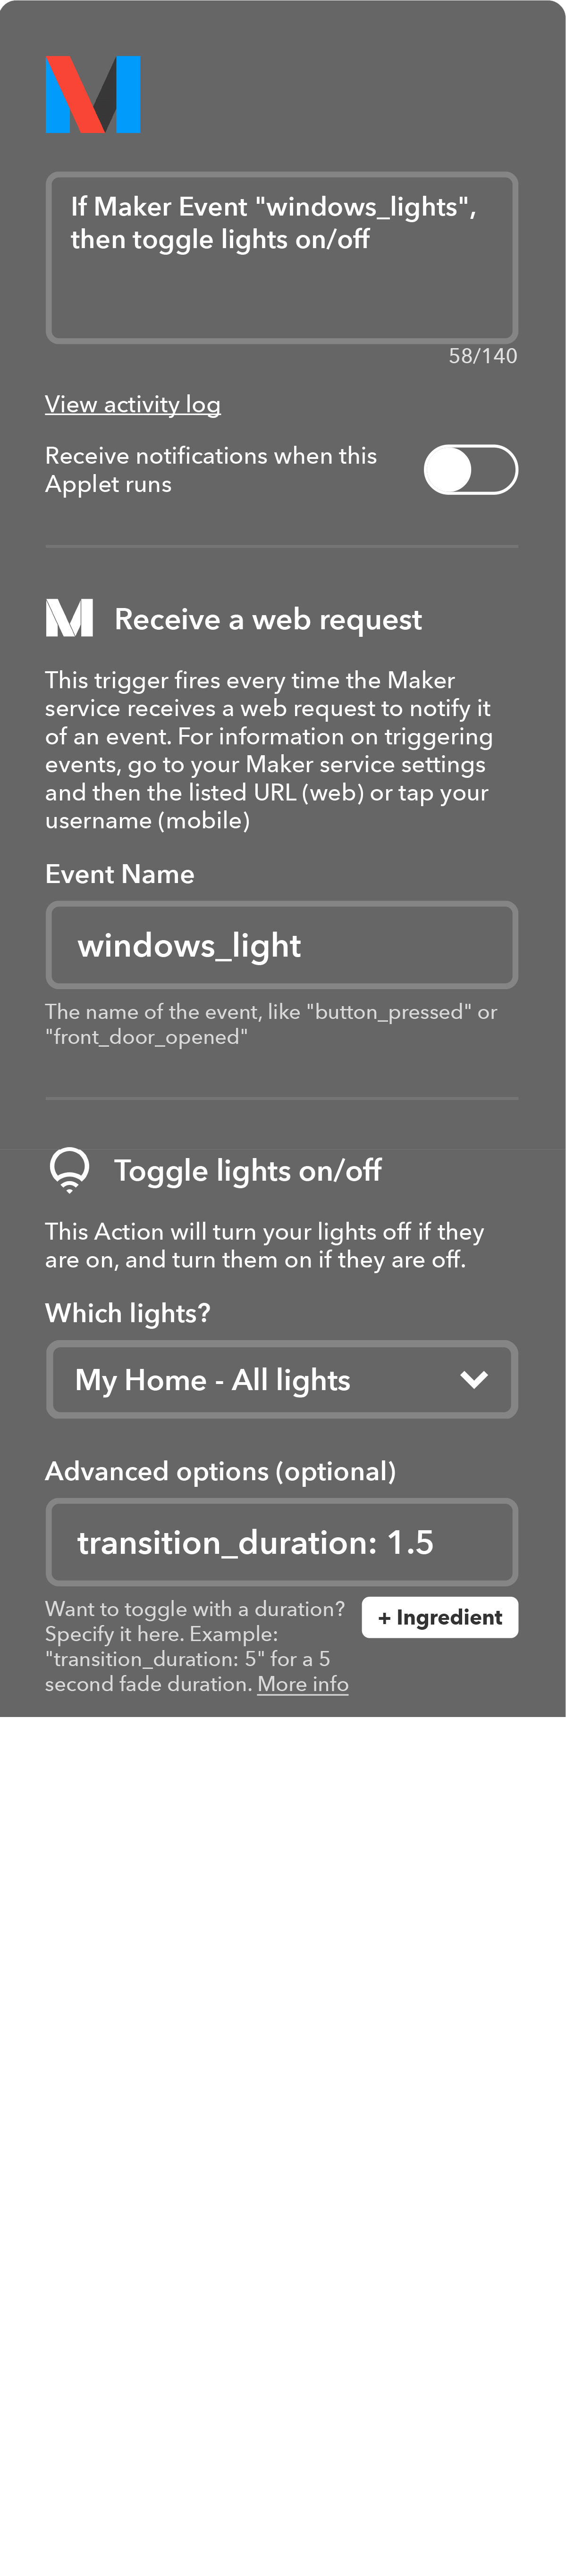 If Maker Event "windows_lights",
then toggle lights on/off
58/140
View activity log
Receive notifications when this
Applet runs
Receive a web request
This trigger fires every time the Maker
service receives a web request to notify it
of an event. For information on triggering
events, go to your Maker service settings
and then the listed URL (web) or tap your
username (mobile)
Event Name
windows_light
The name of the event, like "button_pressed" or
"front_door_opened"
Toggle lights on/off
This Action will turn your lights off if they
are on, and turn them on if they are off.
Which lights?
My Home - All lights
Advanced options (optional)
transition_duration: 1.5
Want to toggle with a duration?
Specify it here. Example:
"transition_duration: 5" for a 5
second fade duration. More info
+ Ingredient